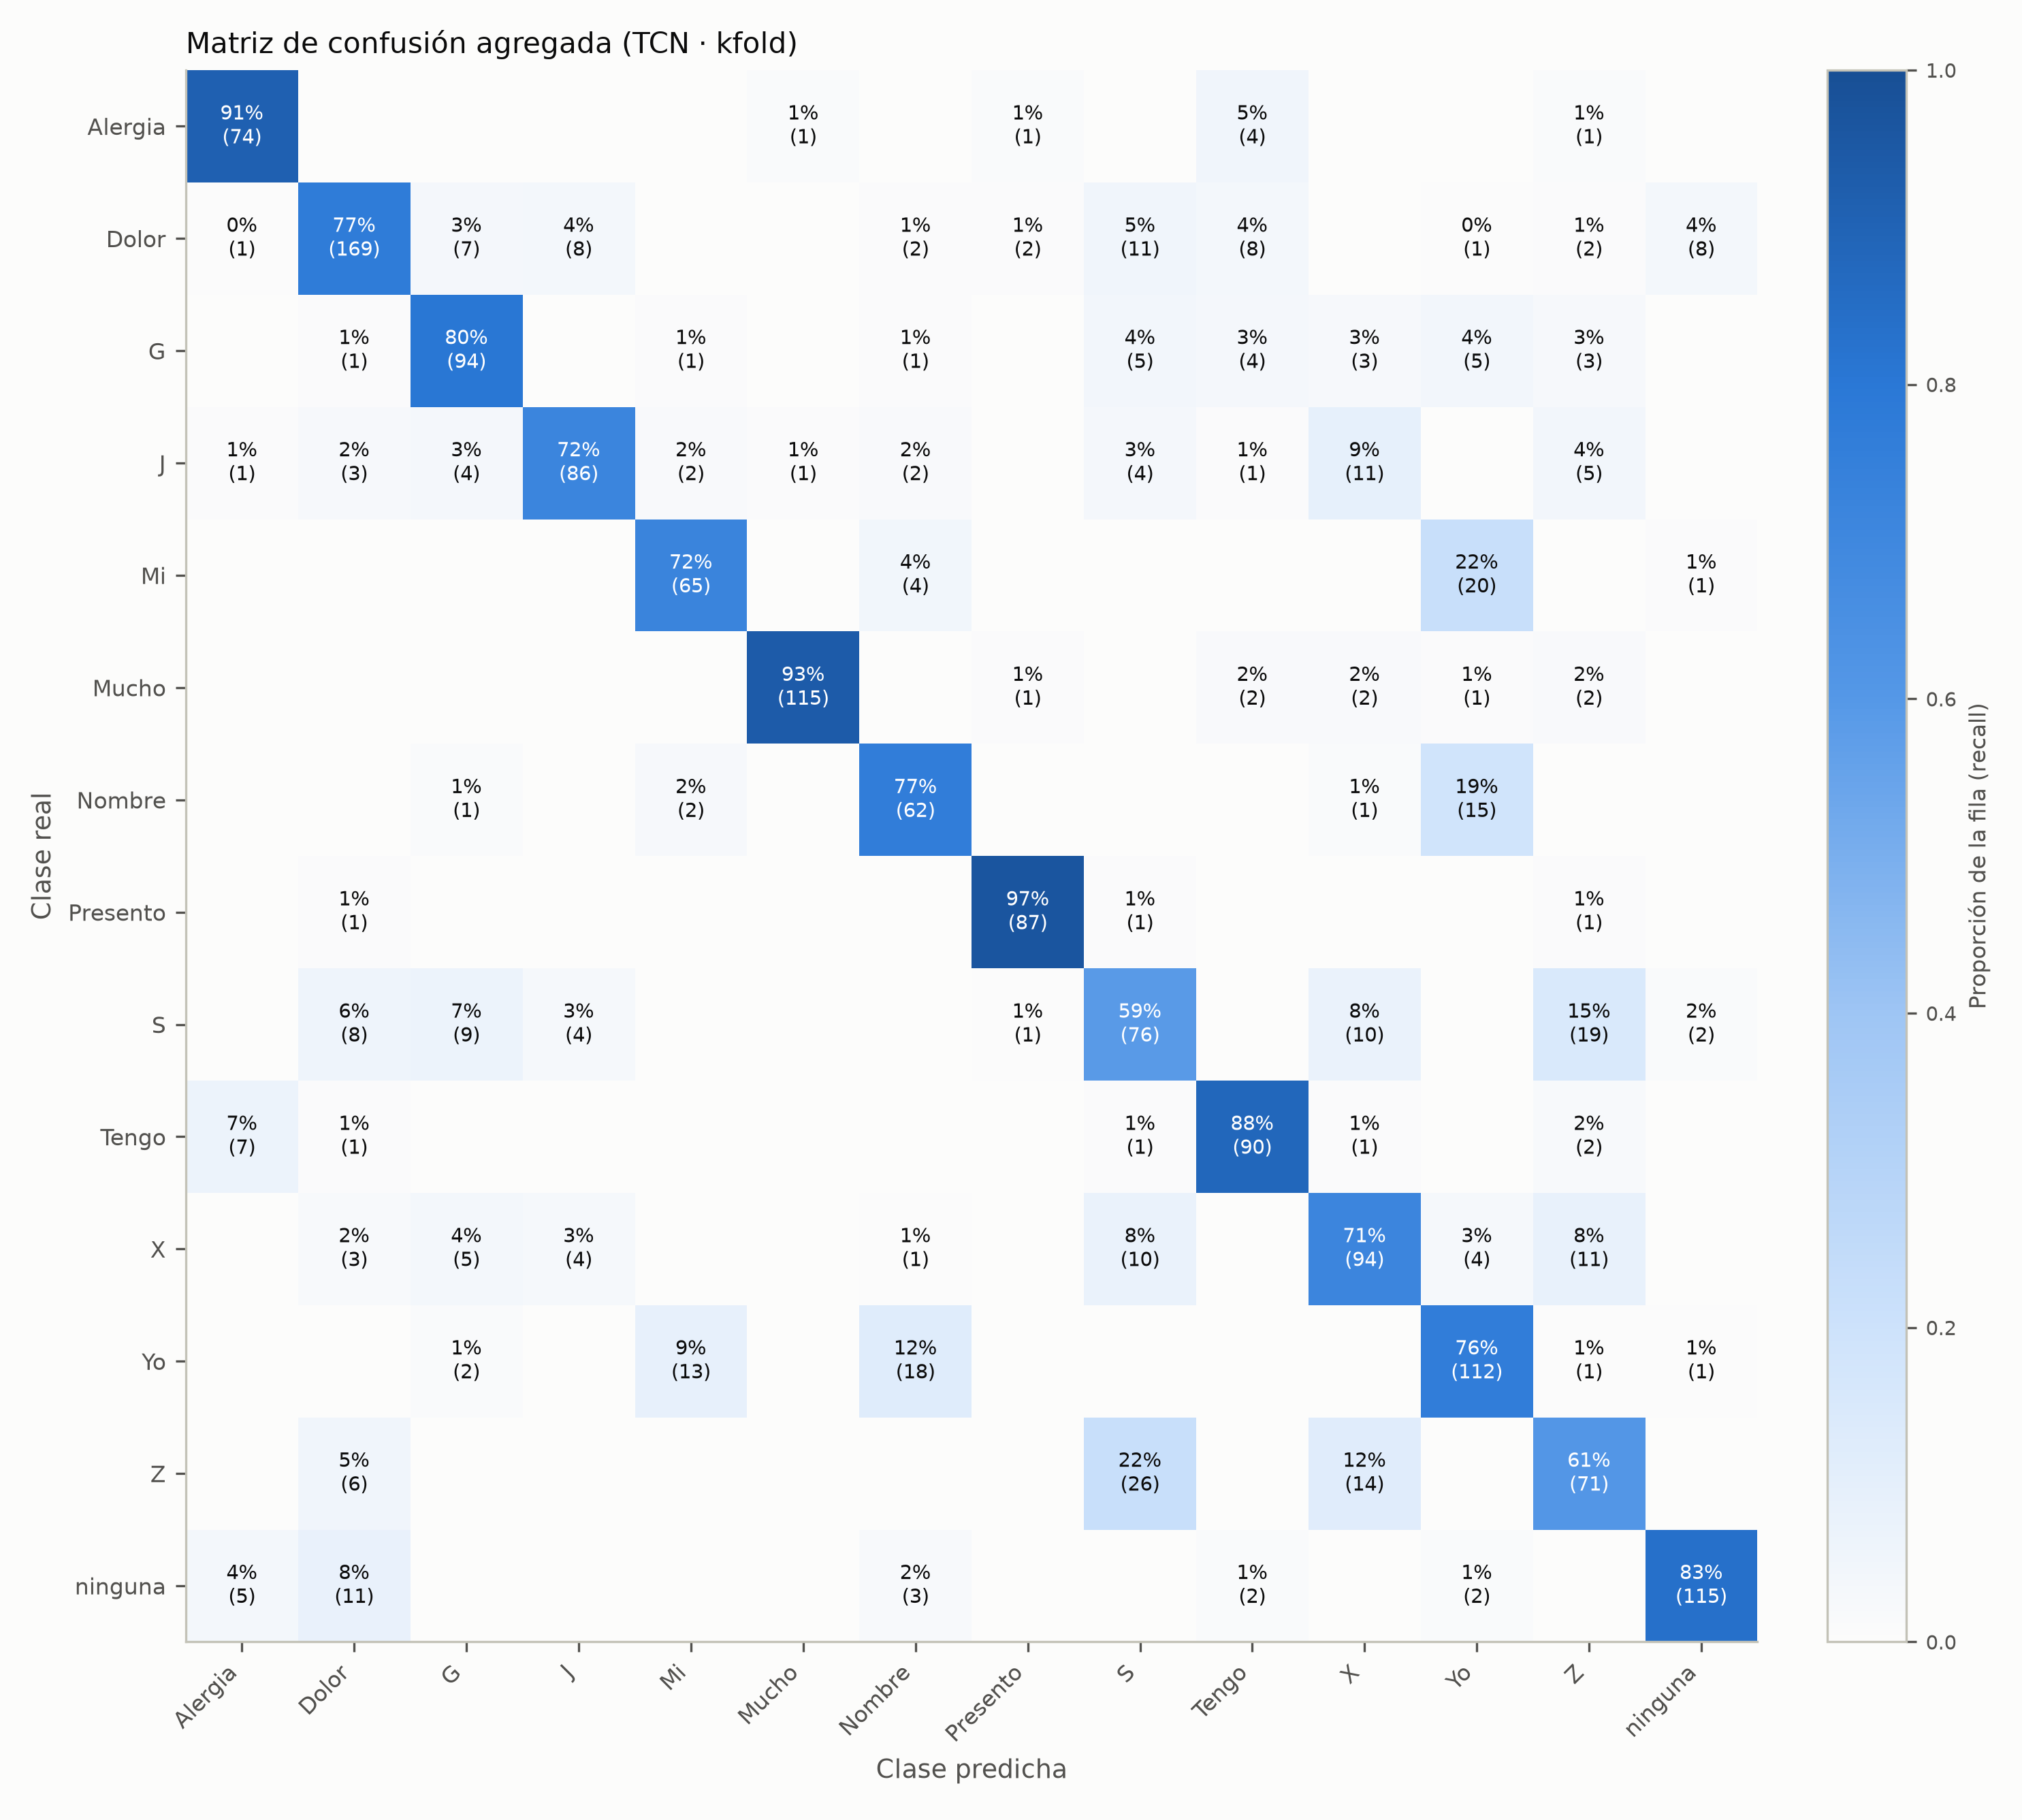 Matriz de confusión agregada (TCN · kfold)
Clase real
Alergia
91% 1% 1% 5% 1%
(74) (1) (1) (4) (1)
Dolor
0% 77% 3% 4% 1% 1% 5% 4% 0% 1% 4%
(1) (169) (7) (8) (2) (2) (11) (8) (1) (2) (8)
G
1% 80% 1% 1% 4% 3% 3% 4% 3%
(1) (94) (1) (1) (5) (4) (3) (5) (3)
J
1% 2% 3% 72% 2% 1% 2% 3% 1% 9% 4%
(1) (3) (4) (86) (2) (1) (2) (4) (1) (11) (5)
Mi
72% 4% 22% 1%
(65) (4) (20) (1)
Mucho
93% 1% 2% 2% 1% 2%
(115) (1) (2) (2) (1) (2)
Nombre
1% 2% 77% 1% 19%
(1) (2) (62) (1) (15)
Presento
1% 97% 1% 1%
(1) (87) (1) (1)
S
6% 7% 3% 1% 59% 8% 15% 2%
(8) (9) (4) (1) (76) (10) (19) (2)
Tengo
7% 1% 1% 88% 1% 2%
(7) (1) (1) (90) (1) (2)
X
2% 4% 3% 1% 8% 71% 3% 8%
(3) (5) (4) (1) (10) (94) (4) (11)
Yo
1% 9% 12% 76% 1% 1%
(2) (13) (18) (112) (1) (1)
Z
5% 22% 12% 61%
(6) (26) (14) (71)
ninguna
4% 8% 2% 1% 1% 83%
(5) (11) (3) (2) (2) (115)
Alergia Dolor G J Mi Mucho Nombre Presento S Tengo X Yo Z ninguna
Clase predicha
1.0
0.8
0.6
0.4
0.2
0.0
Proporción de la fila (recall)